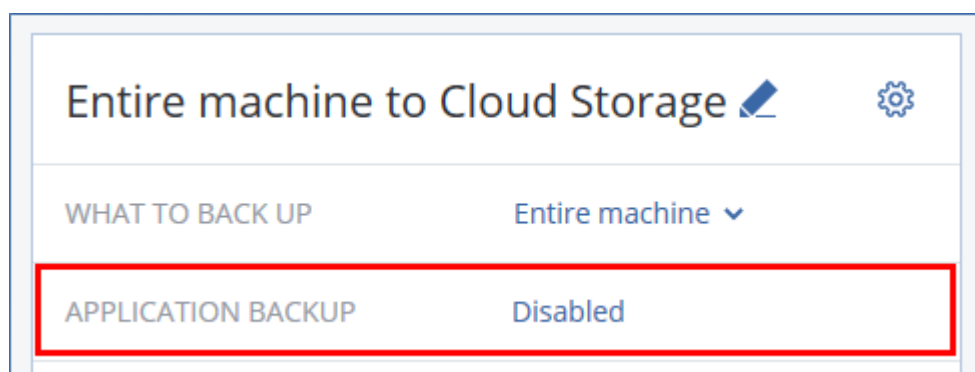 Entire machine to Cloud Storage
WHAT TO BACK UP Entire machine
APPLICATION BACKUP Disabled